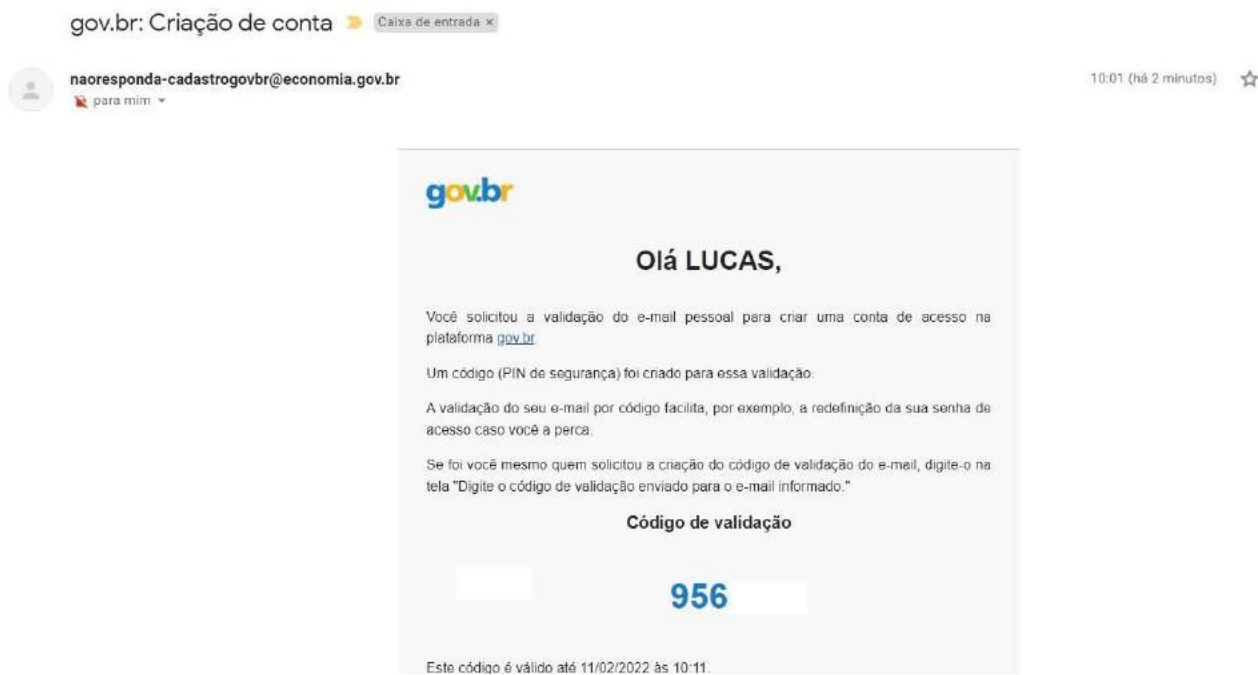 gov.br: Criação de conta Caixa de entrada ×
naoresponda-cadastrogovbr@economia.gov.br 10:01 (há 2 minutos)
para mim
gov.br
Olá LUCAS,
Você solicitou a validação do e-mail pessoal para criar uma conta de acesso na
plataforma gov.br.
Um código (PIN de segurança) foi criado para essa validação.
A validação do seu e-mail por código facilita, por exemplo, a redefinição da sua senha de
acesso caso você a perca.
Se foi você mesmo quem solicitou a criação do código de validação do e-mail, digite-o na
tela "Digite o código de validação enviado para o e-mail informado."
Código de validação
956
Este código é válido até 11/02/2022 às 10:11.